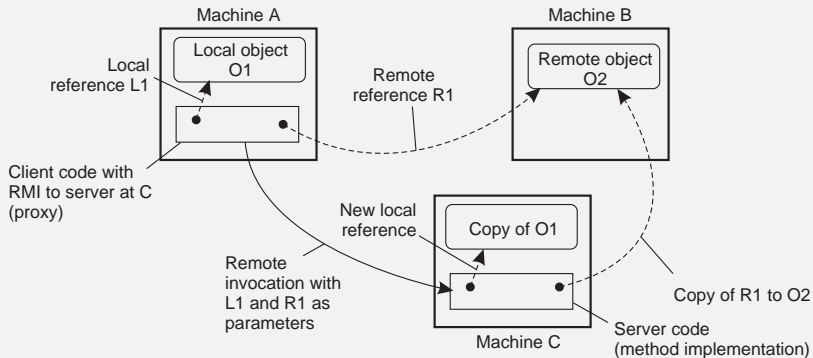 Machine A
Machine B
Local object
O1
Local
reference L1
Remote
reference R1
Remote object
O2
Client code with
RMI to server at C
(proxy)
New local
reference
Copy of O1
Remote
invocation with
L1 and R1 as
parameters
Copy of R1 to O2
Machine C
Server code
(method implementation)